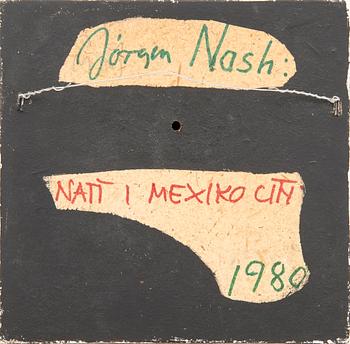 Jörgen Nash:
NATT I MEXIKO CITY
1980